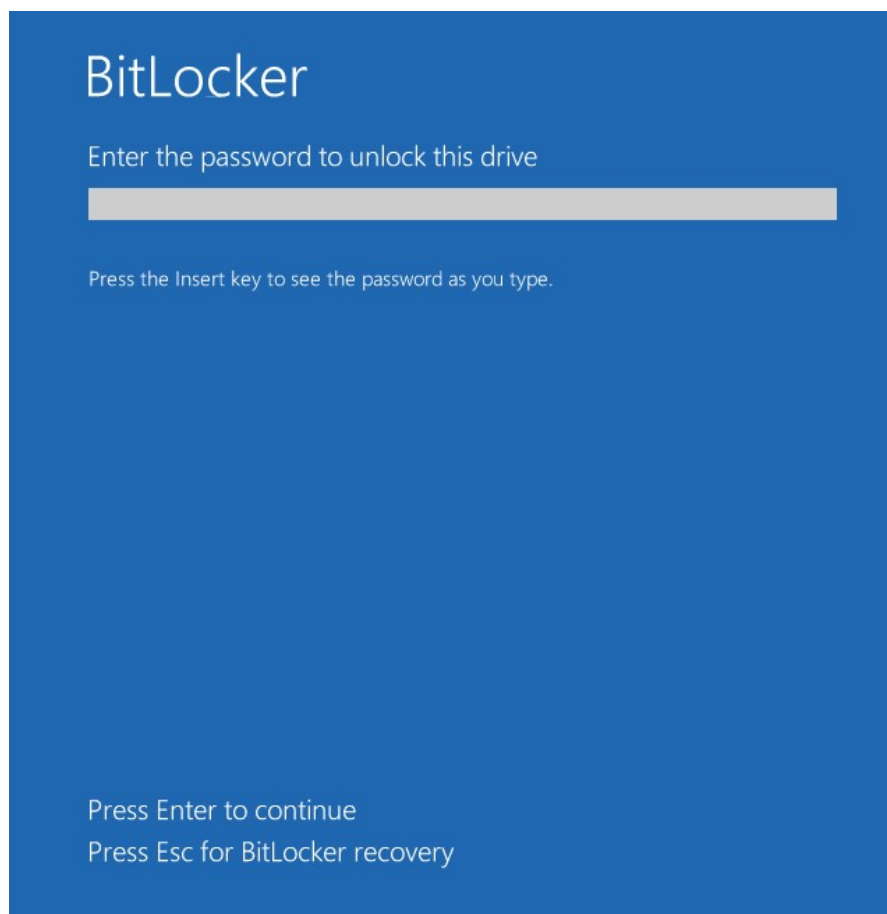 BitLocker
Enter the password to unlock this drive
Press the Insert key to see the password as you type.
Press Enter to continue
Press Esc for BitLocker recovery